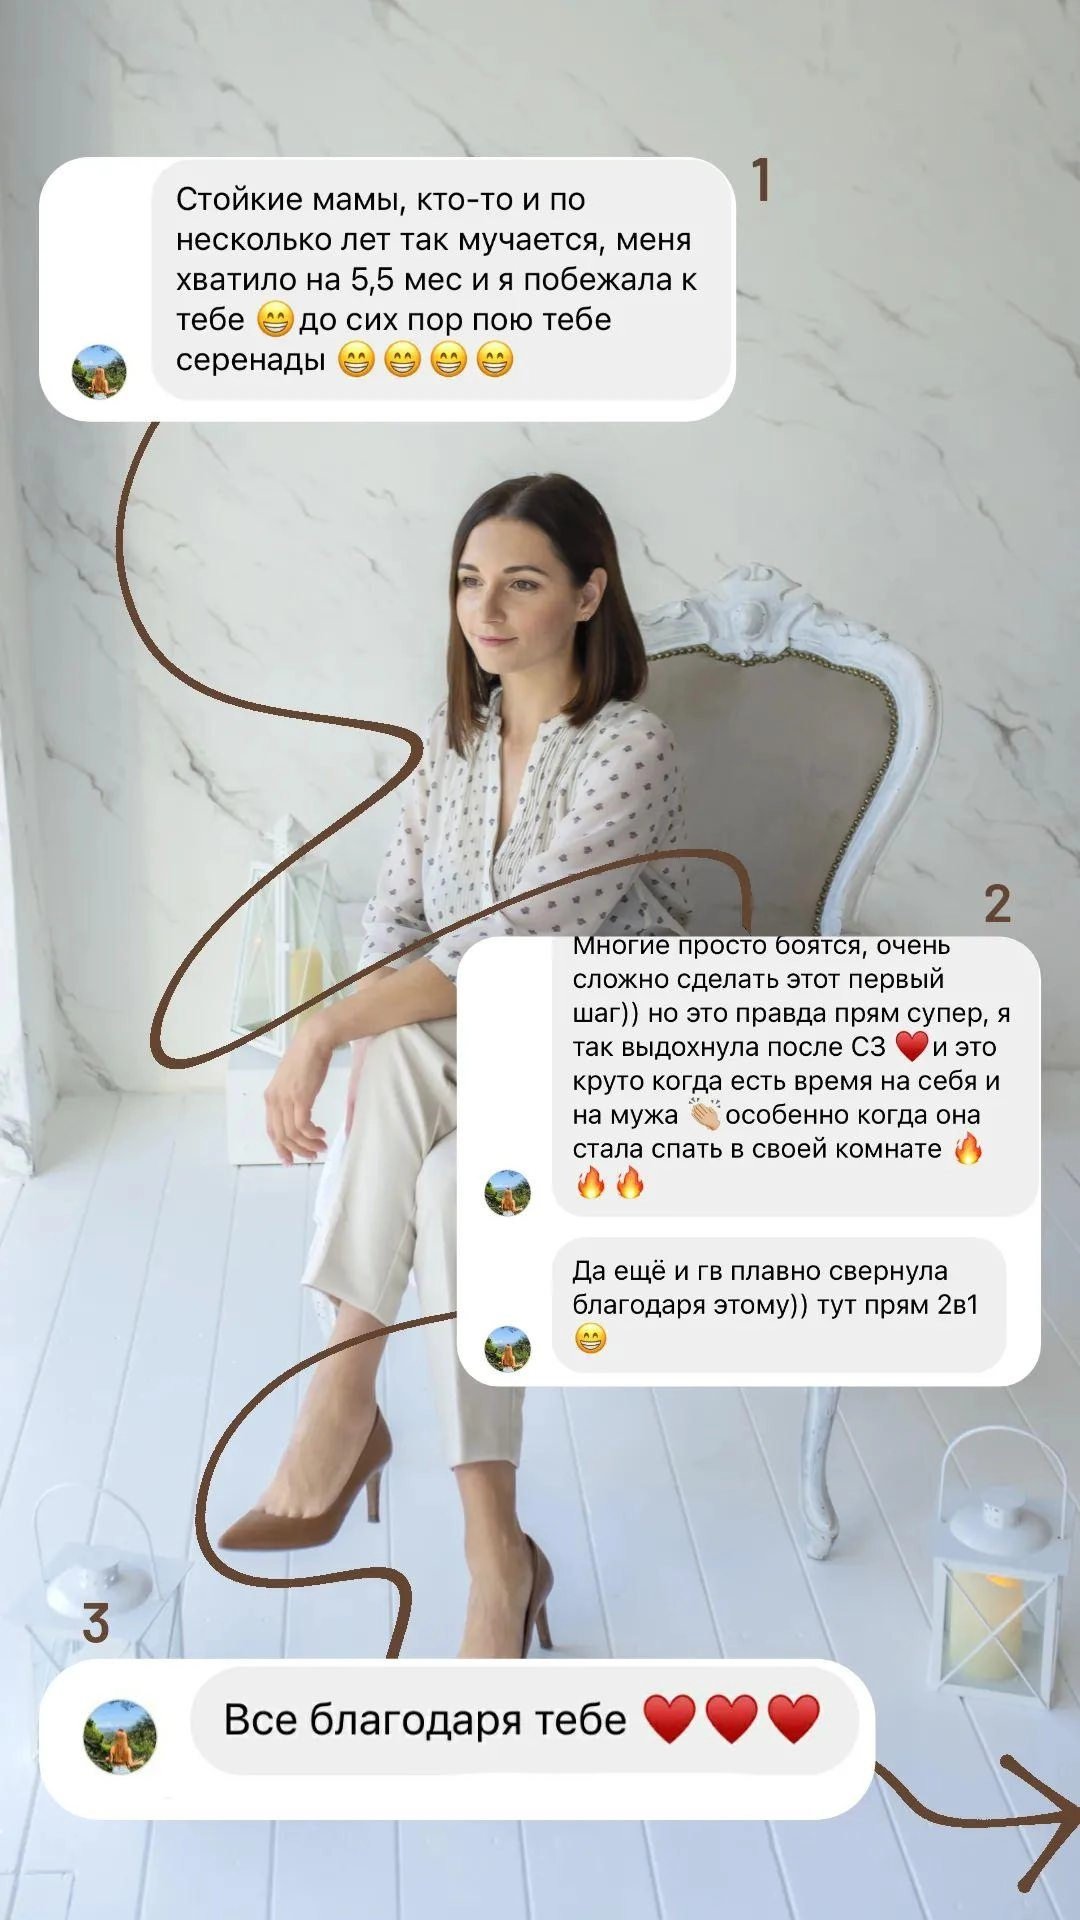 1
Стойкие мамы, кто-то и по
несколько лет так мучается, меня
хватило на 5,5 мес и я побежала к
тебе 😁до сих пор пою тебе
серенады 😁😁😁😁
2
Многие просто боятся, очень
сложно сделать этот первый
шаг)) но это правда прям супер, я
так выдохнула после СЗ ♥️и это
круто когда есть время на себя и
на мужа 👏🏼особенно когда она
стала спать в своей комнате 🔥
🔥🔥
Да ещё и гв плавно свернула
благодаря этому)) тут прям 2в1
😁
3
Все благодаря тебе ♥️♥️♥️